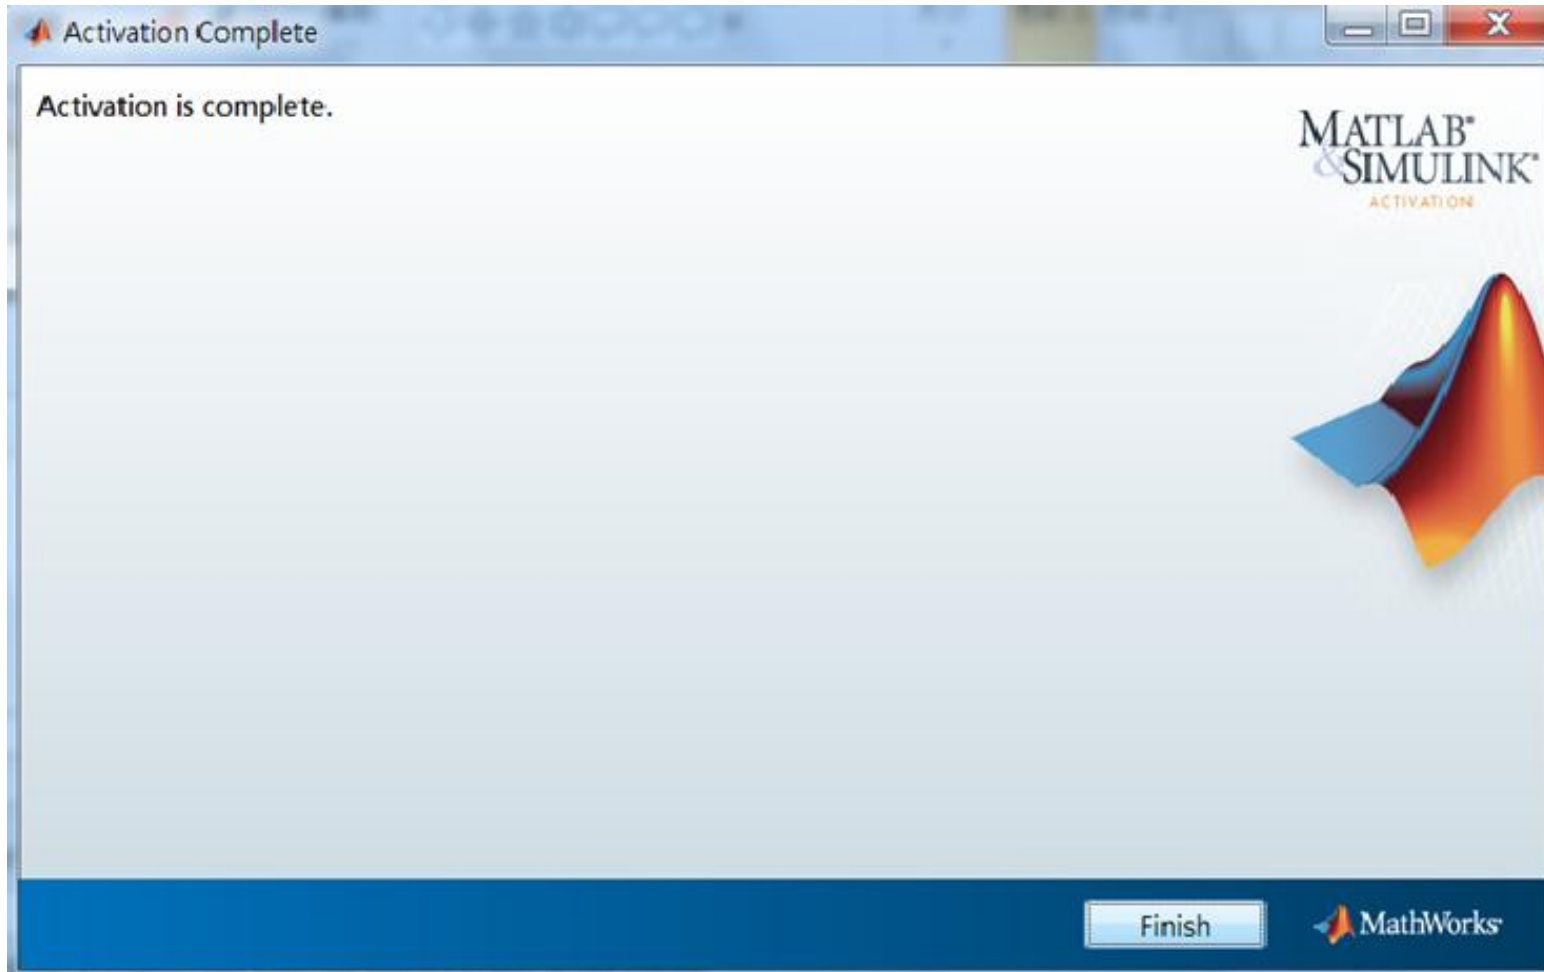 Activation Complete
Activation is complete.
MATLAB®
&SIMULINK®
ACTIVATION
Finish
MathWorks®